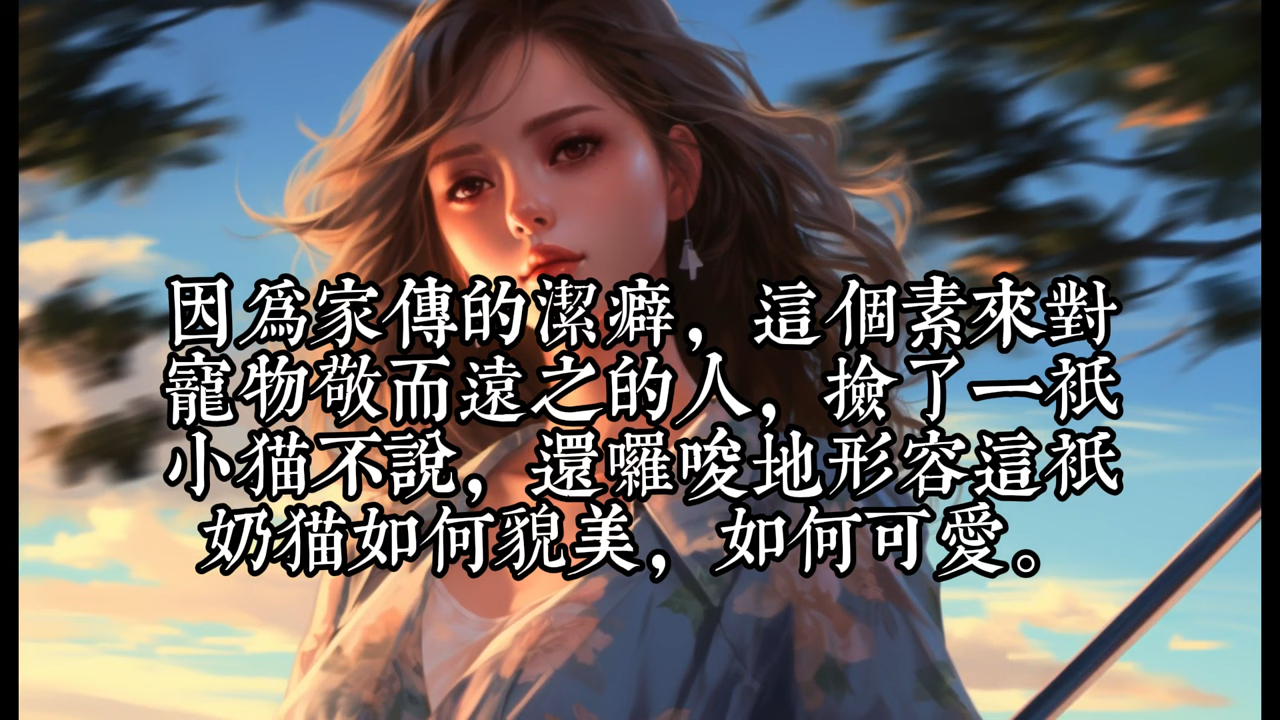 因爲家傳的潔癖，這個素來對
寵物敬而遠之的人，撿了一祇
小猫不說，還囉唆地形容這祇
奶猫如何貌美，如何可愛。